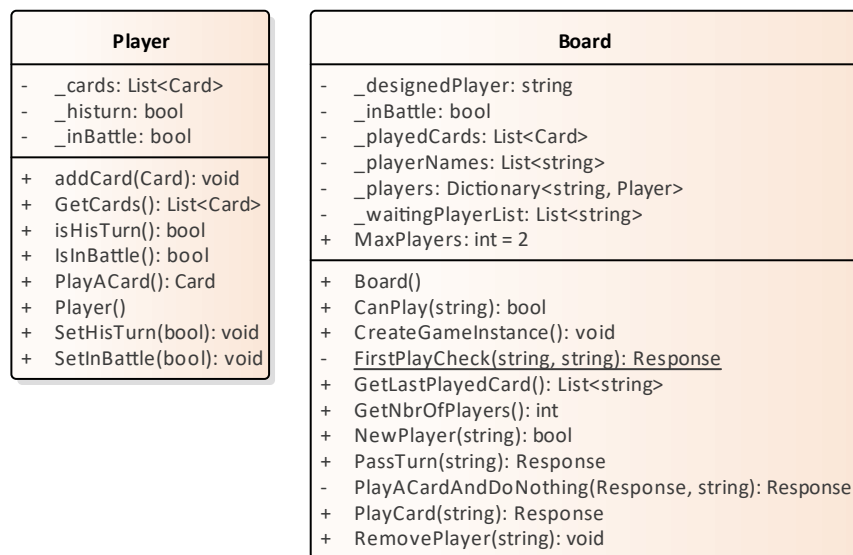 Player
- _cards: List<Card>
- _histurn: bool
- _inBattle: bool
+ addCard(Card): void
+ GetCards(): List<Card>
+ isHisTurn(): bool
+ IsInBattle(): bool
+ PlayACard(): Card
+ Player()
+ SetHisTurn(bool): void
+ SetInBattle(bool): void
Board
- _designedPlayer: string
- _inBattle: bool
- _playedCards: List<Card>
- _playerNames: List<string>
- _players: Dictionary<string, Player>
- _waitingPlayerList: List<string>
+ MaxPlayers: int = 2
+ Board()
+ CanPlay(string): bool
+ CreateGameInstance(): void
- FirstPlayCheck(string, string): Response
+ GetLastPlayedCard(): List<string>
+ GetNbrOfPlayers(): int
+ NewPlayer(string): bool
+ PassTurn(string): Response
- PlayACardAndDoNothing(Response, string): Response
+ PlayCard(string): Response
+ RemovePlayer(string): void